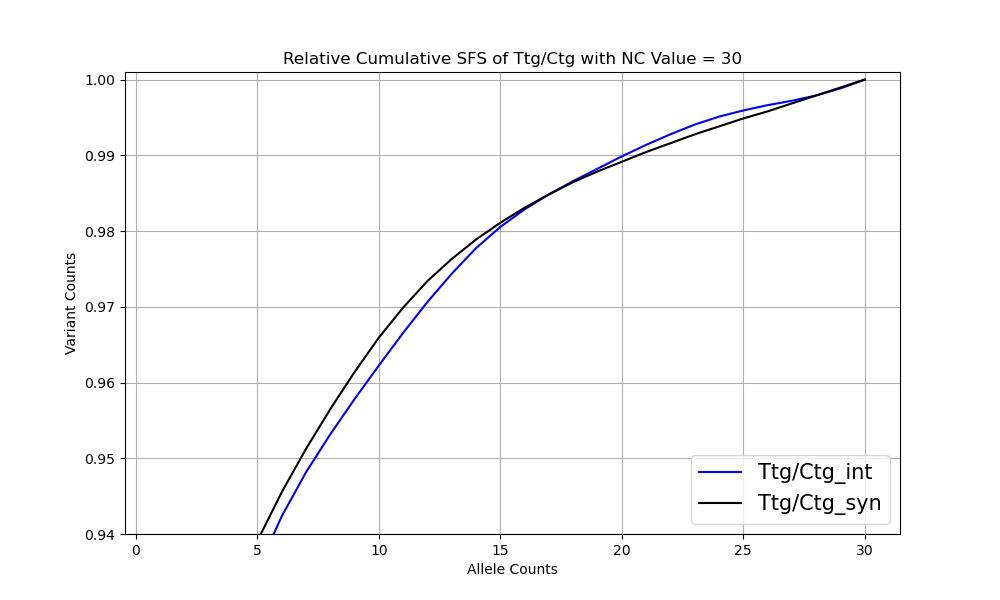 Relative Cumulative SFS of Ttg/Ctg with NC Value = 30
Variant Counts
1.00
0.99
0.98
0.97
0.96
0.95
0.94
0 5 10 15 20 25 30
Allele Counts
Ttg/Ctg_int
Ttg/Ctg_syn